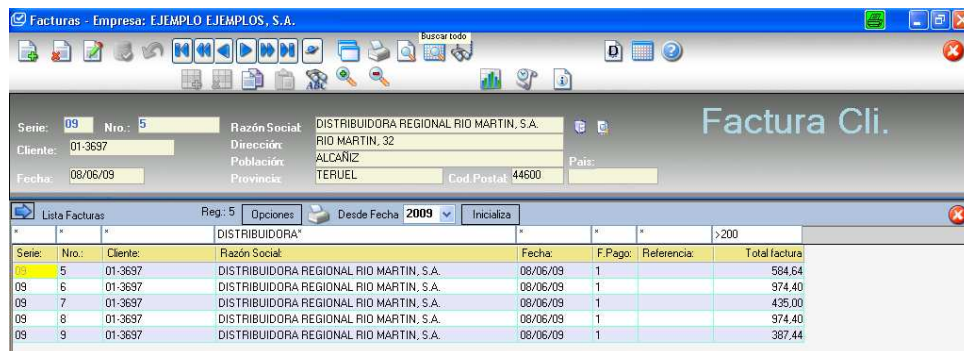 Facturas - Empresa: EJEMPLO EJEMPLOS, S.A.
Buscar todo
ABC
Factura Cli.
Serie: 09 Nro.: 5 Razón Social: DISTRIBUIDORA REGIONAL RIO MARTIN, S.A.
Cliente: 01-3697 Dirección: RIO MARTIN, 32
Población: ALCAÑIZ País:
Fecha: 08/06/09 Provincia: TERUEL Cod.Postal: 44600
Lista Facturas Reg.: 5 Opciones Desde Fecha 2009 Inicializa
* * * DISTRIBUIDORA* * * * >200
Serie: Nro.: Cliente: Razón Social: Fecha: F.Pago: Referencia: Total factura
09 5 01-3697 DISTRIBUIDORA REGIONAL RIO MARTIN, S.A. 08/06/09 1 584,64
09 6 01-3697 DISTRIBUIDORA REGIONAL RIO MARTIN, S.A. 08/06/09 1 974,40
09 7 01-3697 DISTRIBUIDORA REGIONAL RIO MARTIN, S.A. 08/06/09 1 435,00
09 8 01-3697 DISTRIBUIDORA REGIONAL RIO MARTIN, S.A. 08/06/09 1 974,40
09 9 01-3697 DISTRIBUIDORA REGIONAL RIO MARTIN, S.A. 08/06/09 1 387,44